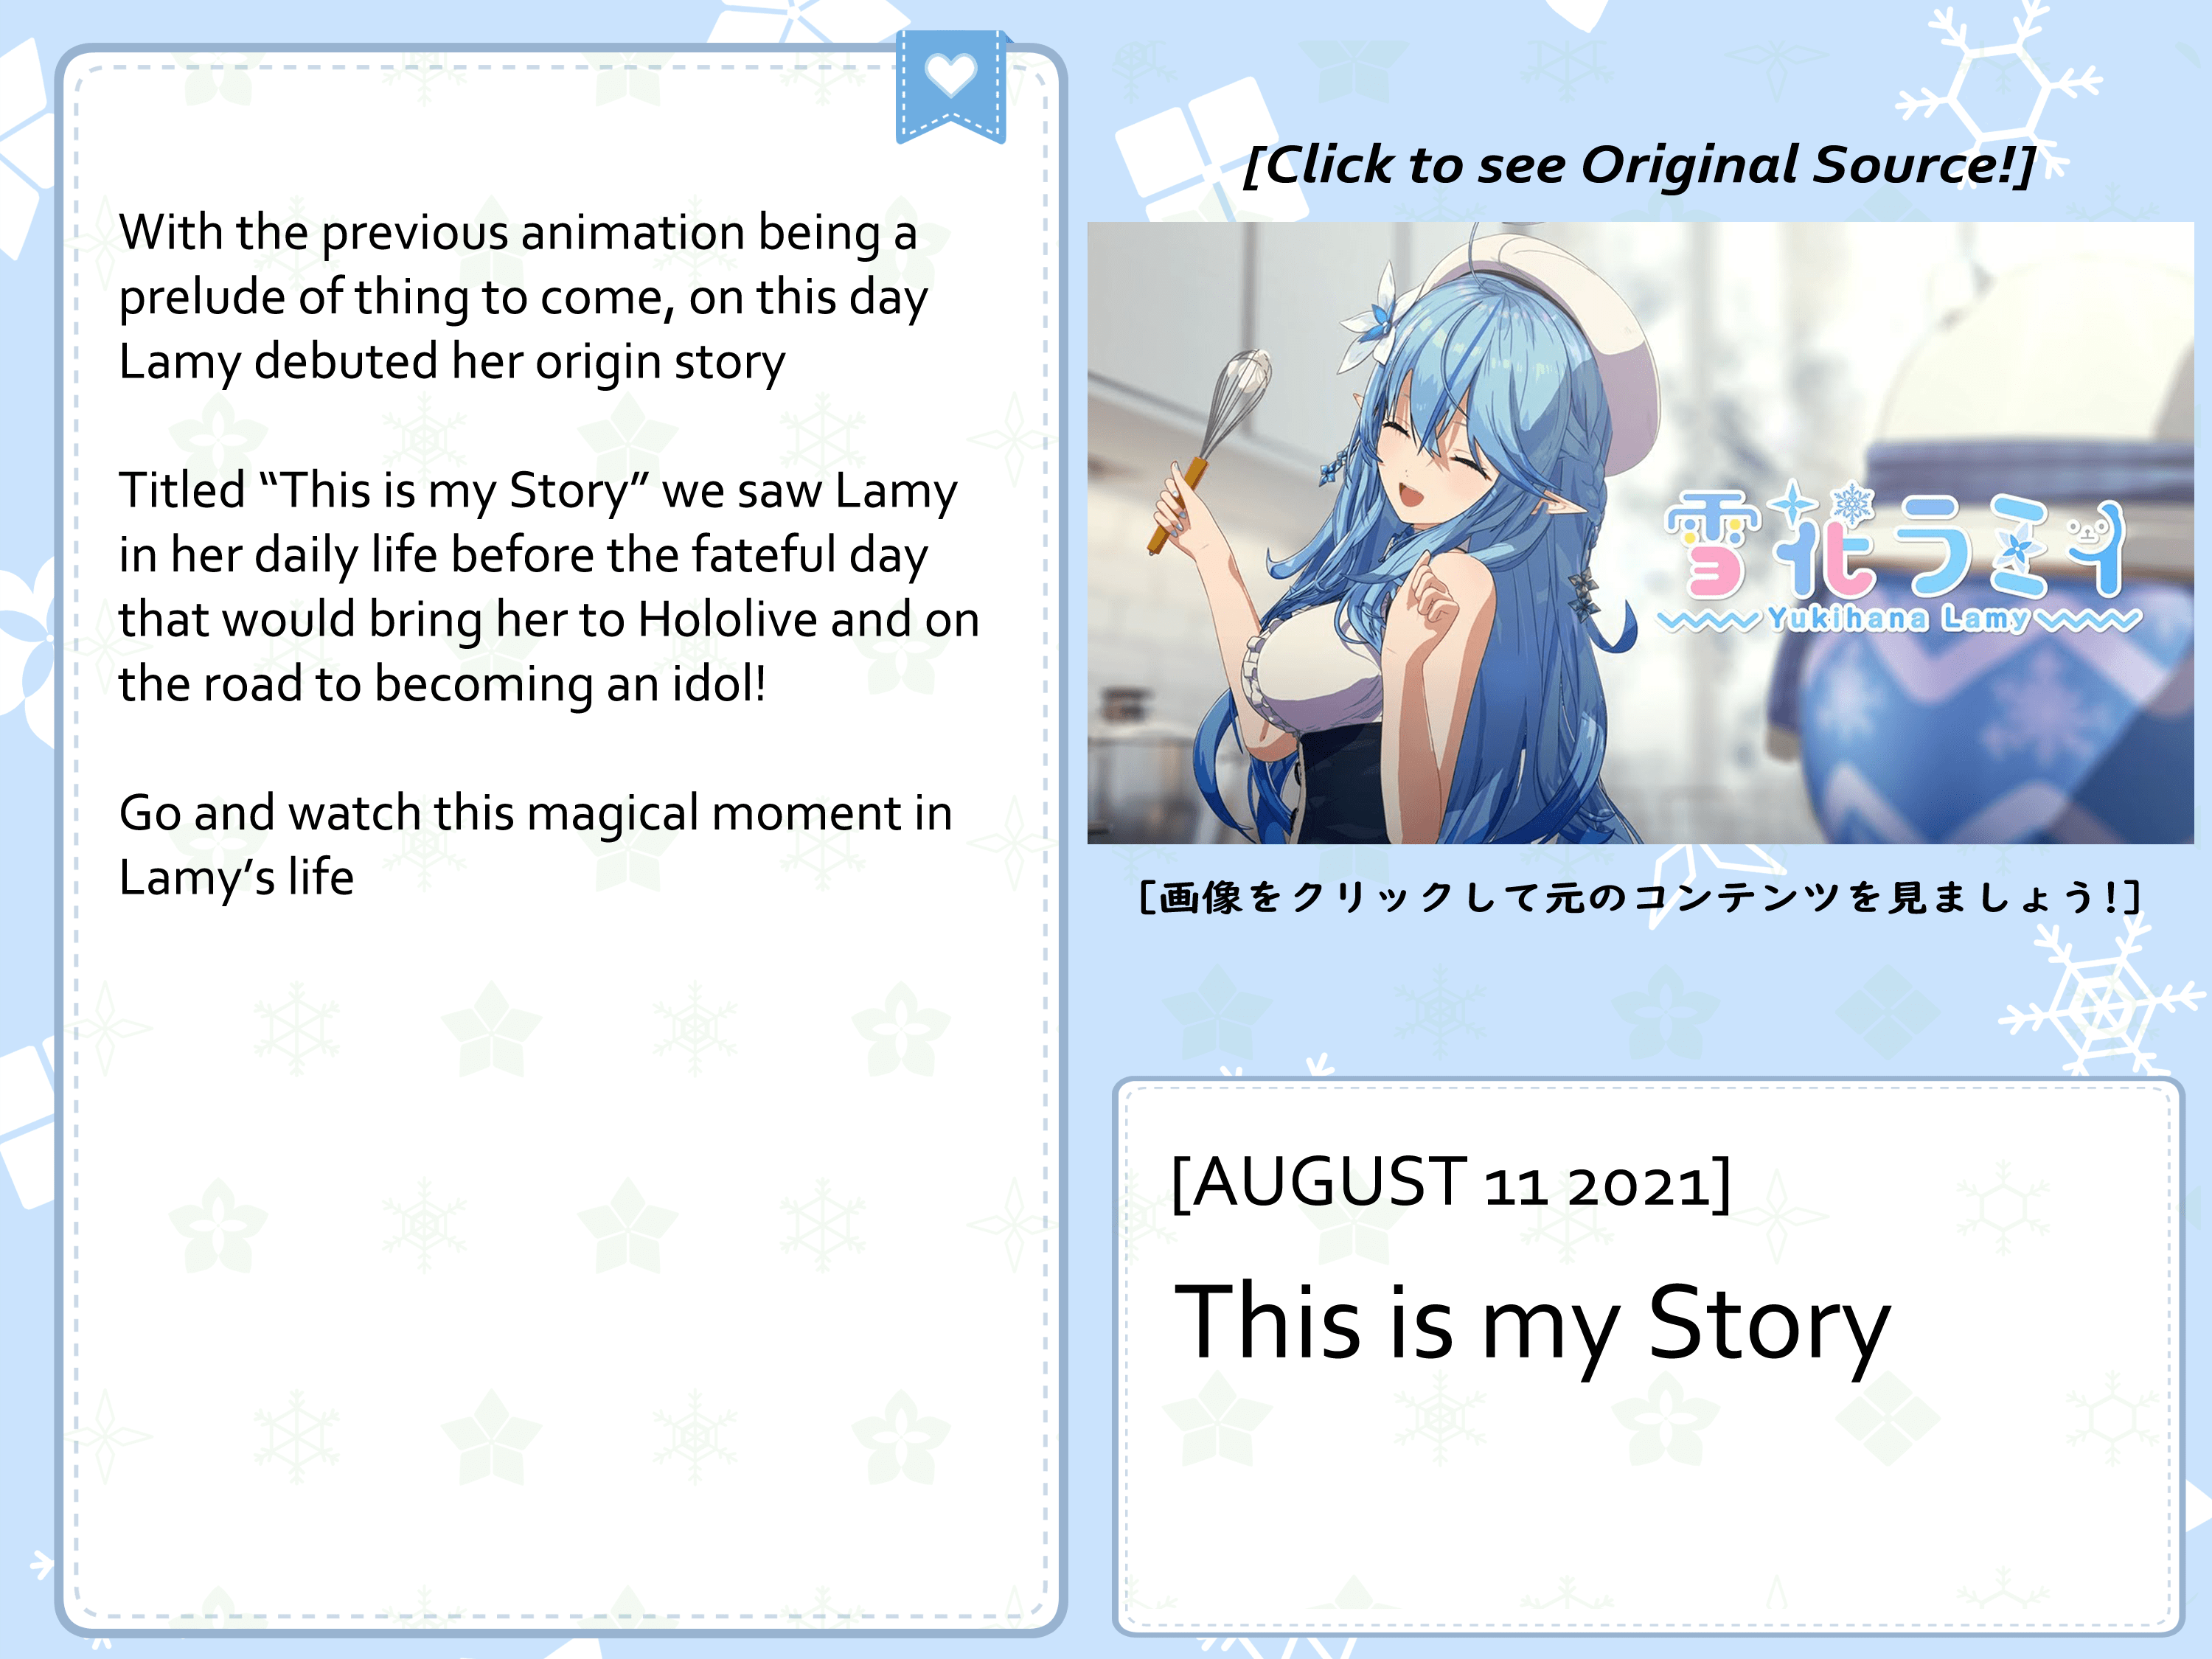 With the previous animation being a
prelude of thing to come, on this day
Lamy debuted her origin story
Titled “This is my Story” we saw Lamy
in her daily life before the fateful day
that would bring her to Hololive and on
the road to becoming an idol!
Go and watch this magical moment in
Lamy’s life
[Click to see Original Source!]
雪花ラミィ
Yukihana Lamy
[画像をクリックして元のコンテンツを見ましょう!]
[AUGUST 11 2021]
This is my Story